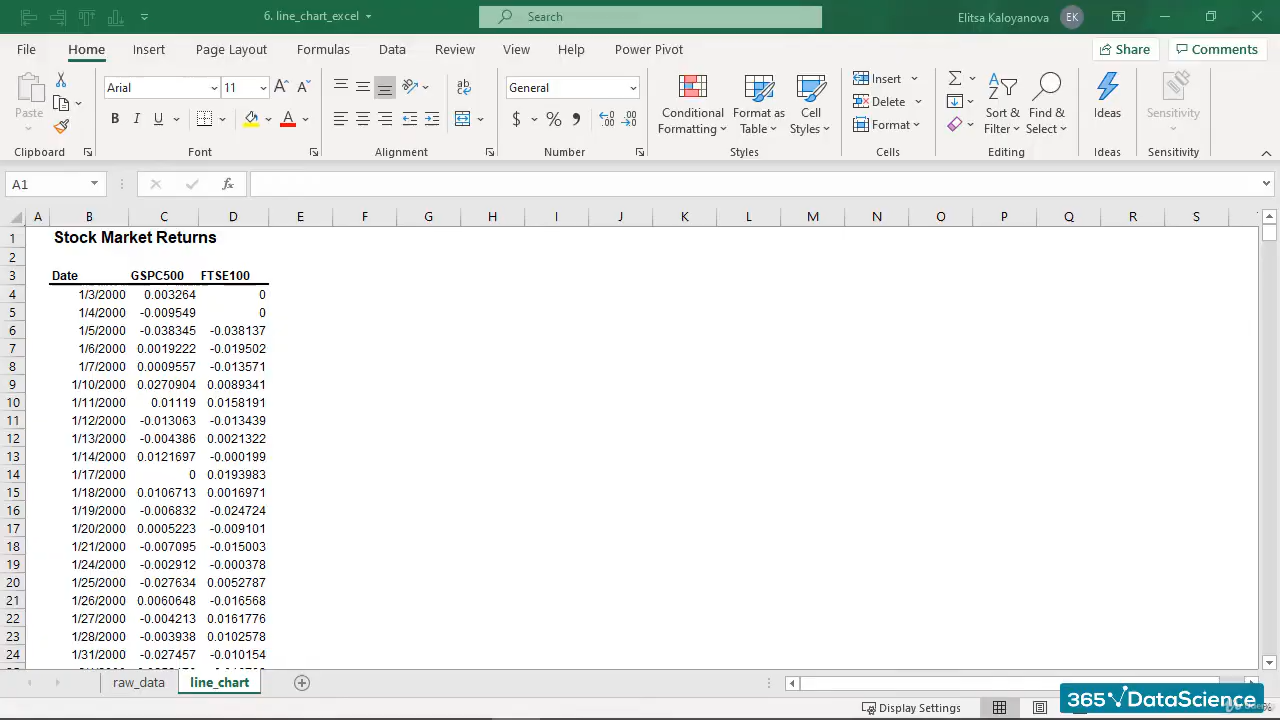 6. line_chart_excel
Search
Elitsa Kaloyanova
EK
File Home Insert Page Layout Formulas Data Review View Help Power Pivot
Share Comments
Paste
Clipboard
Arial 11
B I U
Font
Alignment
General
$ % 9
Number
Conditional Formatting
Format as Table
Cell Styles
Styles
Insert
Delete
Format
Cells
Sort & Filter
Find & Select
Editing
Ideas
Ideas
Sensitivity
Sensitivity
A1 fx
A B C D E F G H I J K L M N O P Q R S
1 Stock Market Returns
2
3 Date GSPC500 FTSE100
4 1/3/2000 0.003264 0
5 1/4/2000 -0.009549 0
6 1/5/2000 -0.038345 -0.038137
7 1/6/2000 0.0019222 -0.019502
8 1/7/2000 0.0009557 -0.013571
9 1/10/2000 0.0270904 0.0089341
10 1/11/2000 0.01119 0.0158191
11 1/12/2000 -0.013063 -0.013439
12 1/13/2000 -0.004386 0.0021322
13 1/14/2000 0.0121697 -0.000199
14 1/17/2000 0 0.0193983
15 1/18/2000 0.0106713 0.0016971
16 1/19/2000 -0.006832 -0.024724
17 1/20/2000 0.0005223 -0.009101
18 1/21/2000 -0.007095 -0.015003
19 1/24/2000 -0.002912 -0.000378
20 1/25/2000 -0.027634 0.0052787
21 1/26/2000 0.0060648 -0.016568
22 1/27/2000 -0.004213 0.0161776
23 1/28/2000 -0.003938 0.0102578
24 1/31/2000 -0.027457 -0.010154
raw_data line_chart
Display Settings
365 DataScience